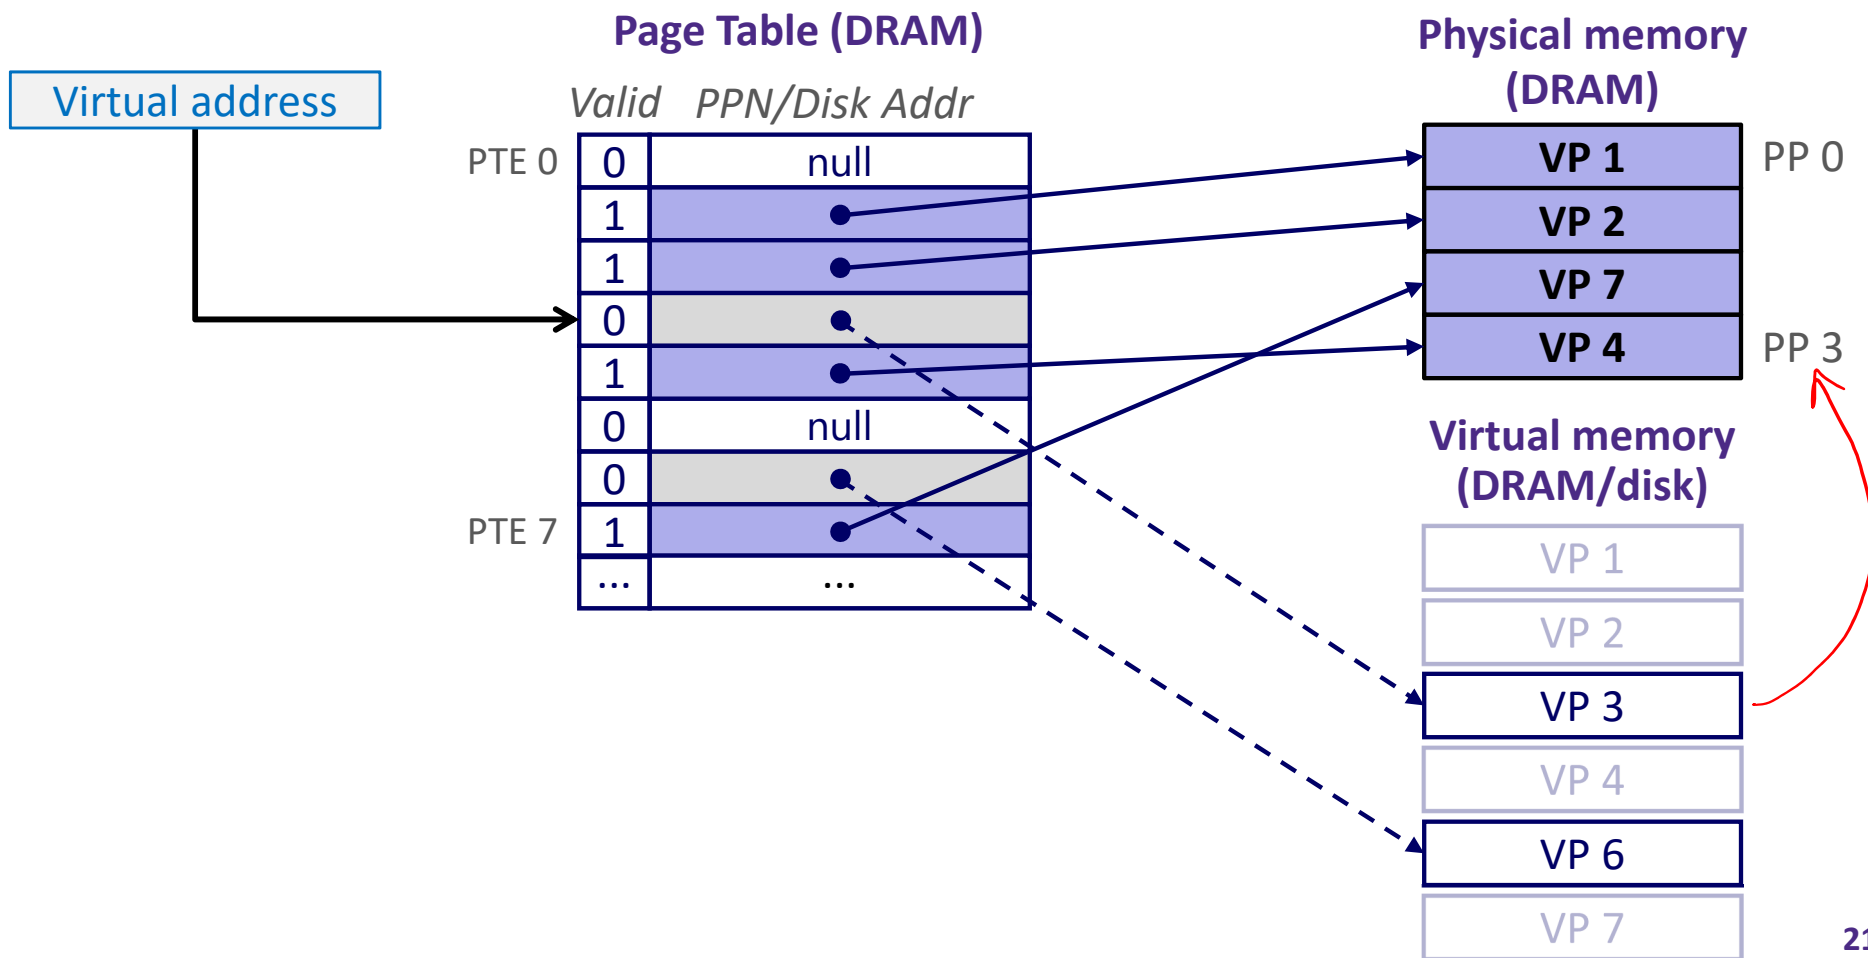 Page Table (DRAM)
Physical memory
(DRAM)
Virtual address
Valid PPN/Disk Addr
PTE 0 0 null
1
1
0
1
0 null
0
PTE 7 1
... ...
VP 1 PP 0
VP 2
VP 7
VP 4 PP 3
Virtual memory
(DRAM/disk)
VP 1
VP 2
VP 3
VP 4
VP 6
VP 7
21